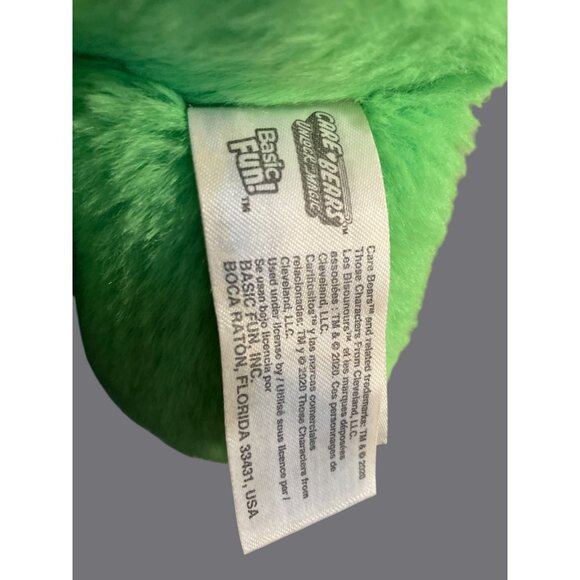 CARE BEARS™
UNLOCK THE MAGIC
Basic
Fun!™
Care Bears™ and related trademarks: TM & © 2020
Those Characters From Cleveland, LLC.
Les Bisounours™ et les marques déposées
associées : TM & © 2020. Ces personnages de
Cleveland, LLC.
Cariñositos™ y las marcas comerciales
relacionadas: TM y © 2020 Those Characters from
Cleveland, LLC.
Used under license by / Utilisé sous licence par /
Se usan bajo licencia por
BASIC FUN, INC.
BOCA RATON, FLORIDA 33431, USA